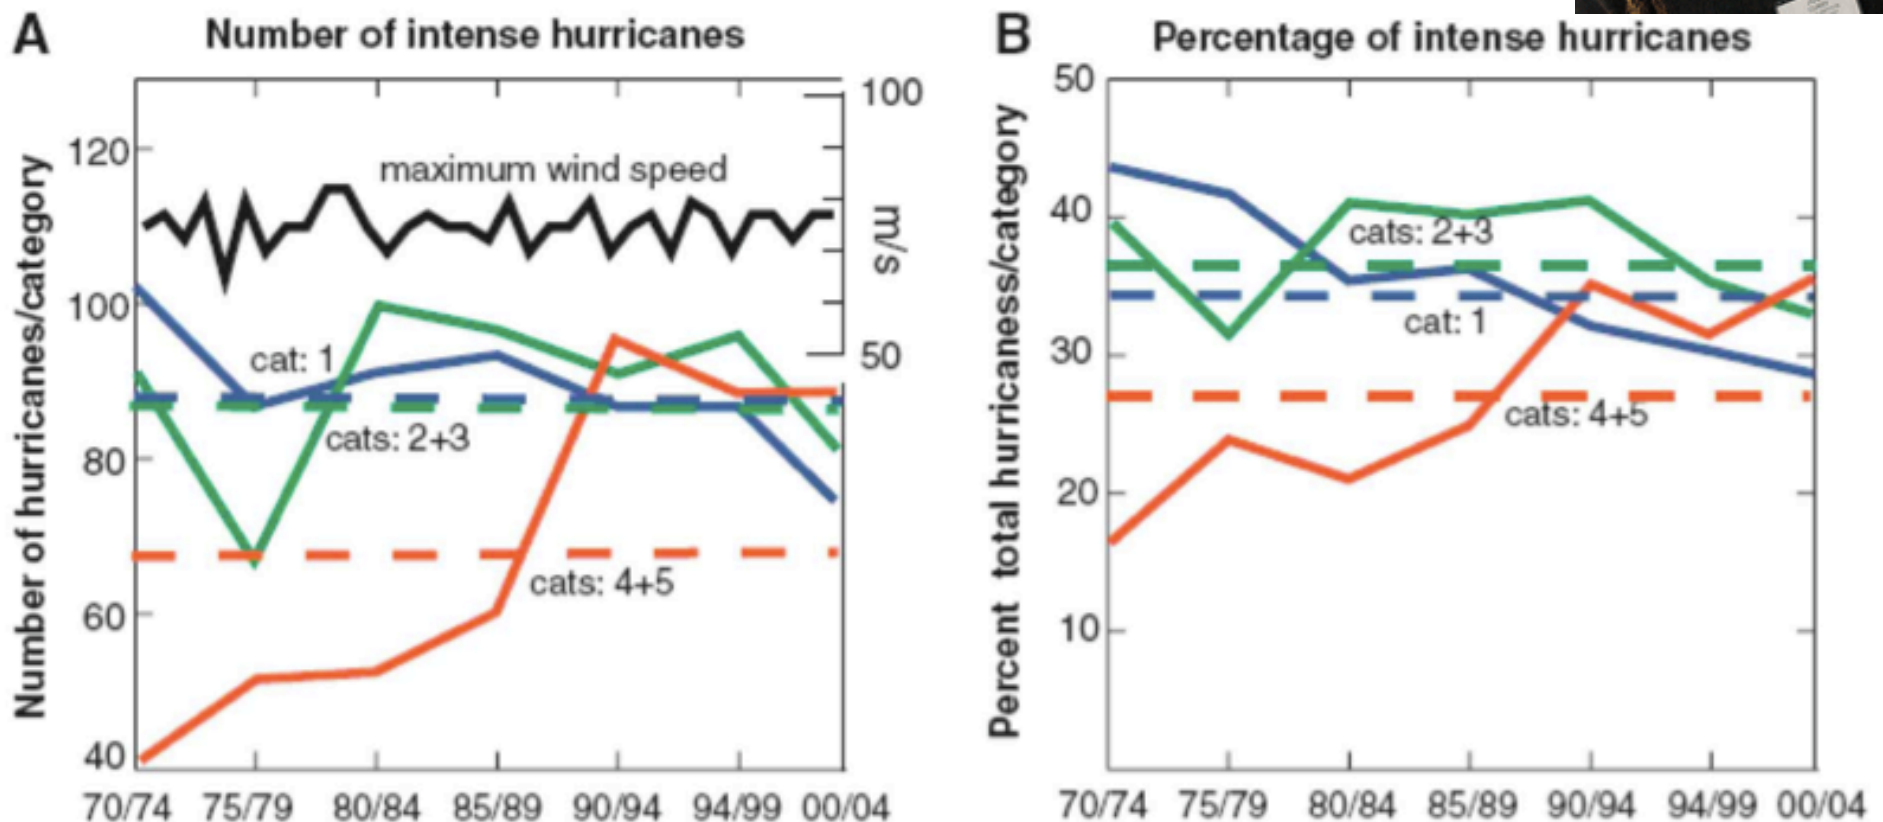 A
Number of intense hurricanes
Number of hurricaness/category
120
100
80
60
40
100
50
m/s
maximum wind speed
cat: 1
cats: 2+3
cats: 4+5
70/74 75/79 80/84 85/89 90/94 94/99 00/04
B
Percentage of intense hurricanes
Percent total hurricaness/category
50
40
30
20
10
cats: 2+3
cat: 1
cats: 4+5
70/74 75/79 80/84 85/89 90/94 94/99 00/04